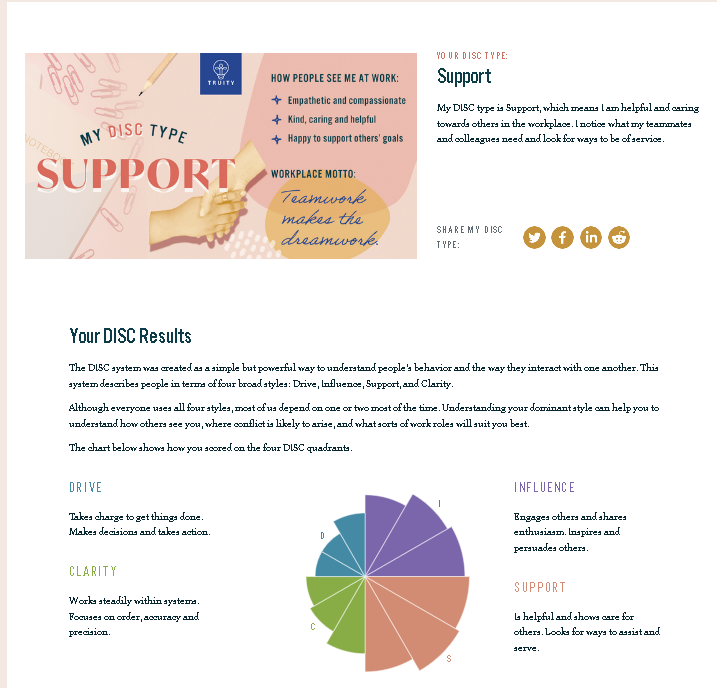 TRUITY
NOTEBOOK
MY DISC TYPE
SUPPORT
HOW PEOPLE SEE ME AT WORK:
Empathetic and compassionate
Kind, caring and helpful
Happy to support others' goals
WORKPLACE MOTTO:
Teamwork
makes the
dreamwork.
YOUR DISC TYPE:
Support
My DISC type is Support, which means I am helpful and caring
towards others in the workplace. I notice what my teammates
and colleagues need and look for ways to be of service.
SHARE MY DISC
TYPE:
Your DISC Results
The DISC system was created as a simple but powerful way to understand people's behavior and the way they interact with one another. This
system describes people in terms of four broad styles: Drive, Influence, Support, and Clarity.
Although everyone uses all four styles, most of us depend on one or two most of the time. Understanding your dominant style can help you to
understand how others see you, where conflict is likely to arise, and what sorts of work roles will suit you best.
The chart below shows how you scored on the four DISC quadrants.
DRIVE
Takes charge to get things done.
Makes decisions and takes action.
CLARITY
Works steadily within systems.
Focuses on order, accuracy and
precision.
D
I
C
S
INFLUENCE
Engages others and shares
enthusiasm. Inspires and
persuades others.
SUPPORT
Is helpful and shows care for
others. Looks for ways to assist and
serve.